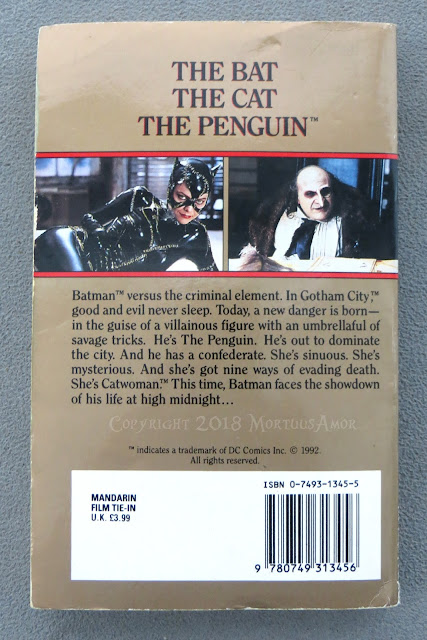 THE BAT
THE CAT
THE PENGUIN™
Batman™ versus the criminal element. In Gotham City,™
good and evil never sleep. Today, a new danger is born—
in the guise of a villainous figure with an umbrellaful of
savage tricks. He's The Penguin. He's out to dominate
the city. And he has a confederate. She's sinuous. She's
mysterious. And she's got nine ways of evading death.
She's Catwoman.™ This time, Batman faces the showdown
of his life at high midnight…
Copyright 2018 MortuusAmor
™ indicates a trademark of DC Comics Inc. © 1992.
All rights reserved.
MANDARIN
FILM TIE-IN
U.K. £3.99
ISBN 0-7493-1345-5
9 780749 313456